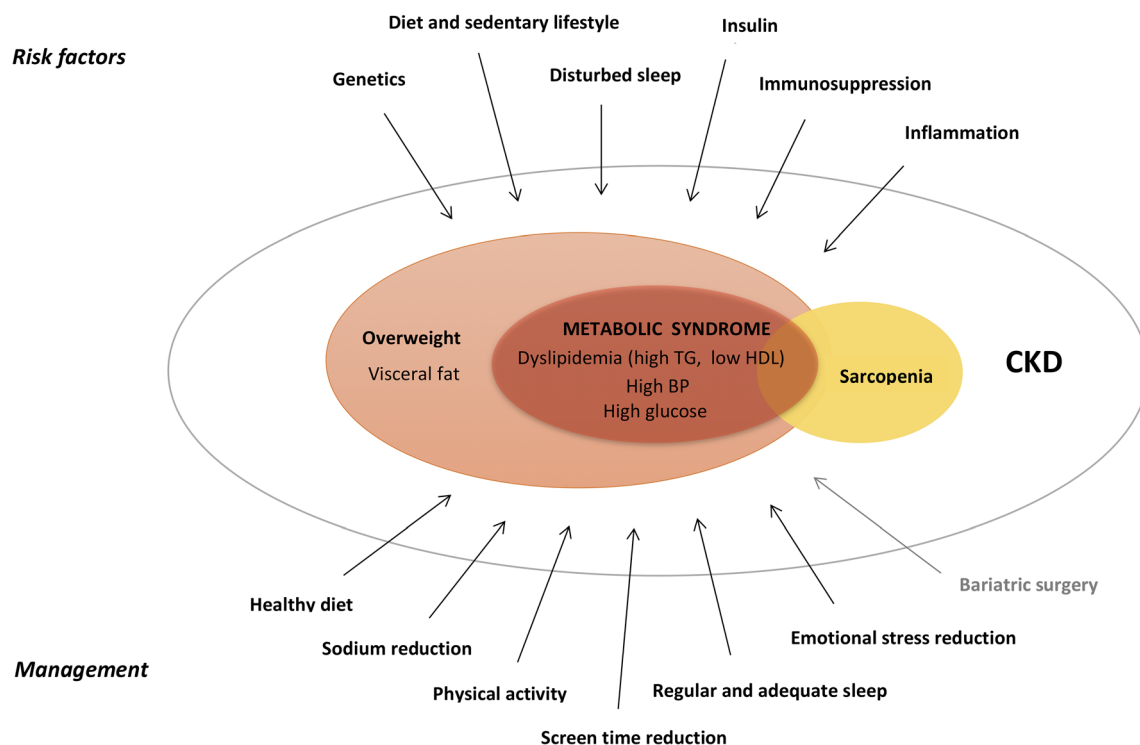 Risk factors
Diet and sedentary lifestyle
Insulin
Genetics
Disturbed sleep
Immunosuppression
Inflammation
Overweight
Visceral fat
METABOLIC SYNDROME
Dyslipidemia (high TG, low HDL)
High BP
High glucose
Sarcopenia
CKD
Healthy diet
Sodium reduction
Physical activity
Screen time reduction
Regular and adequate sleep
Emotional stress reduction
Bariatric surgery
Management